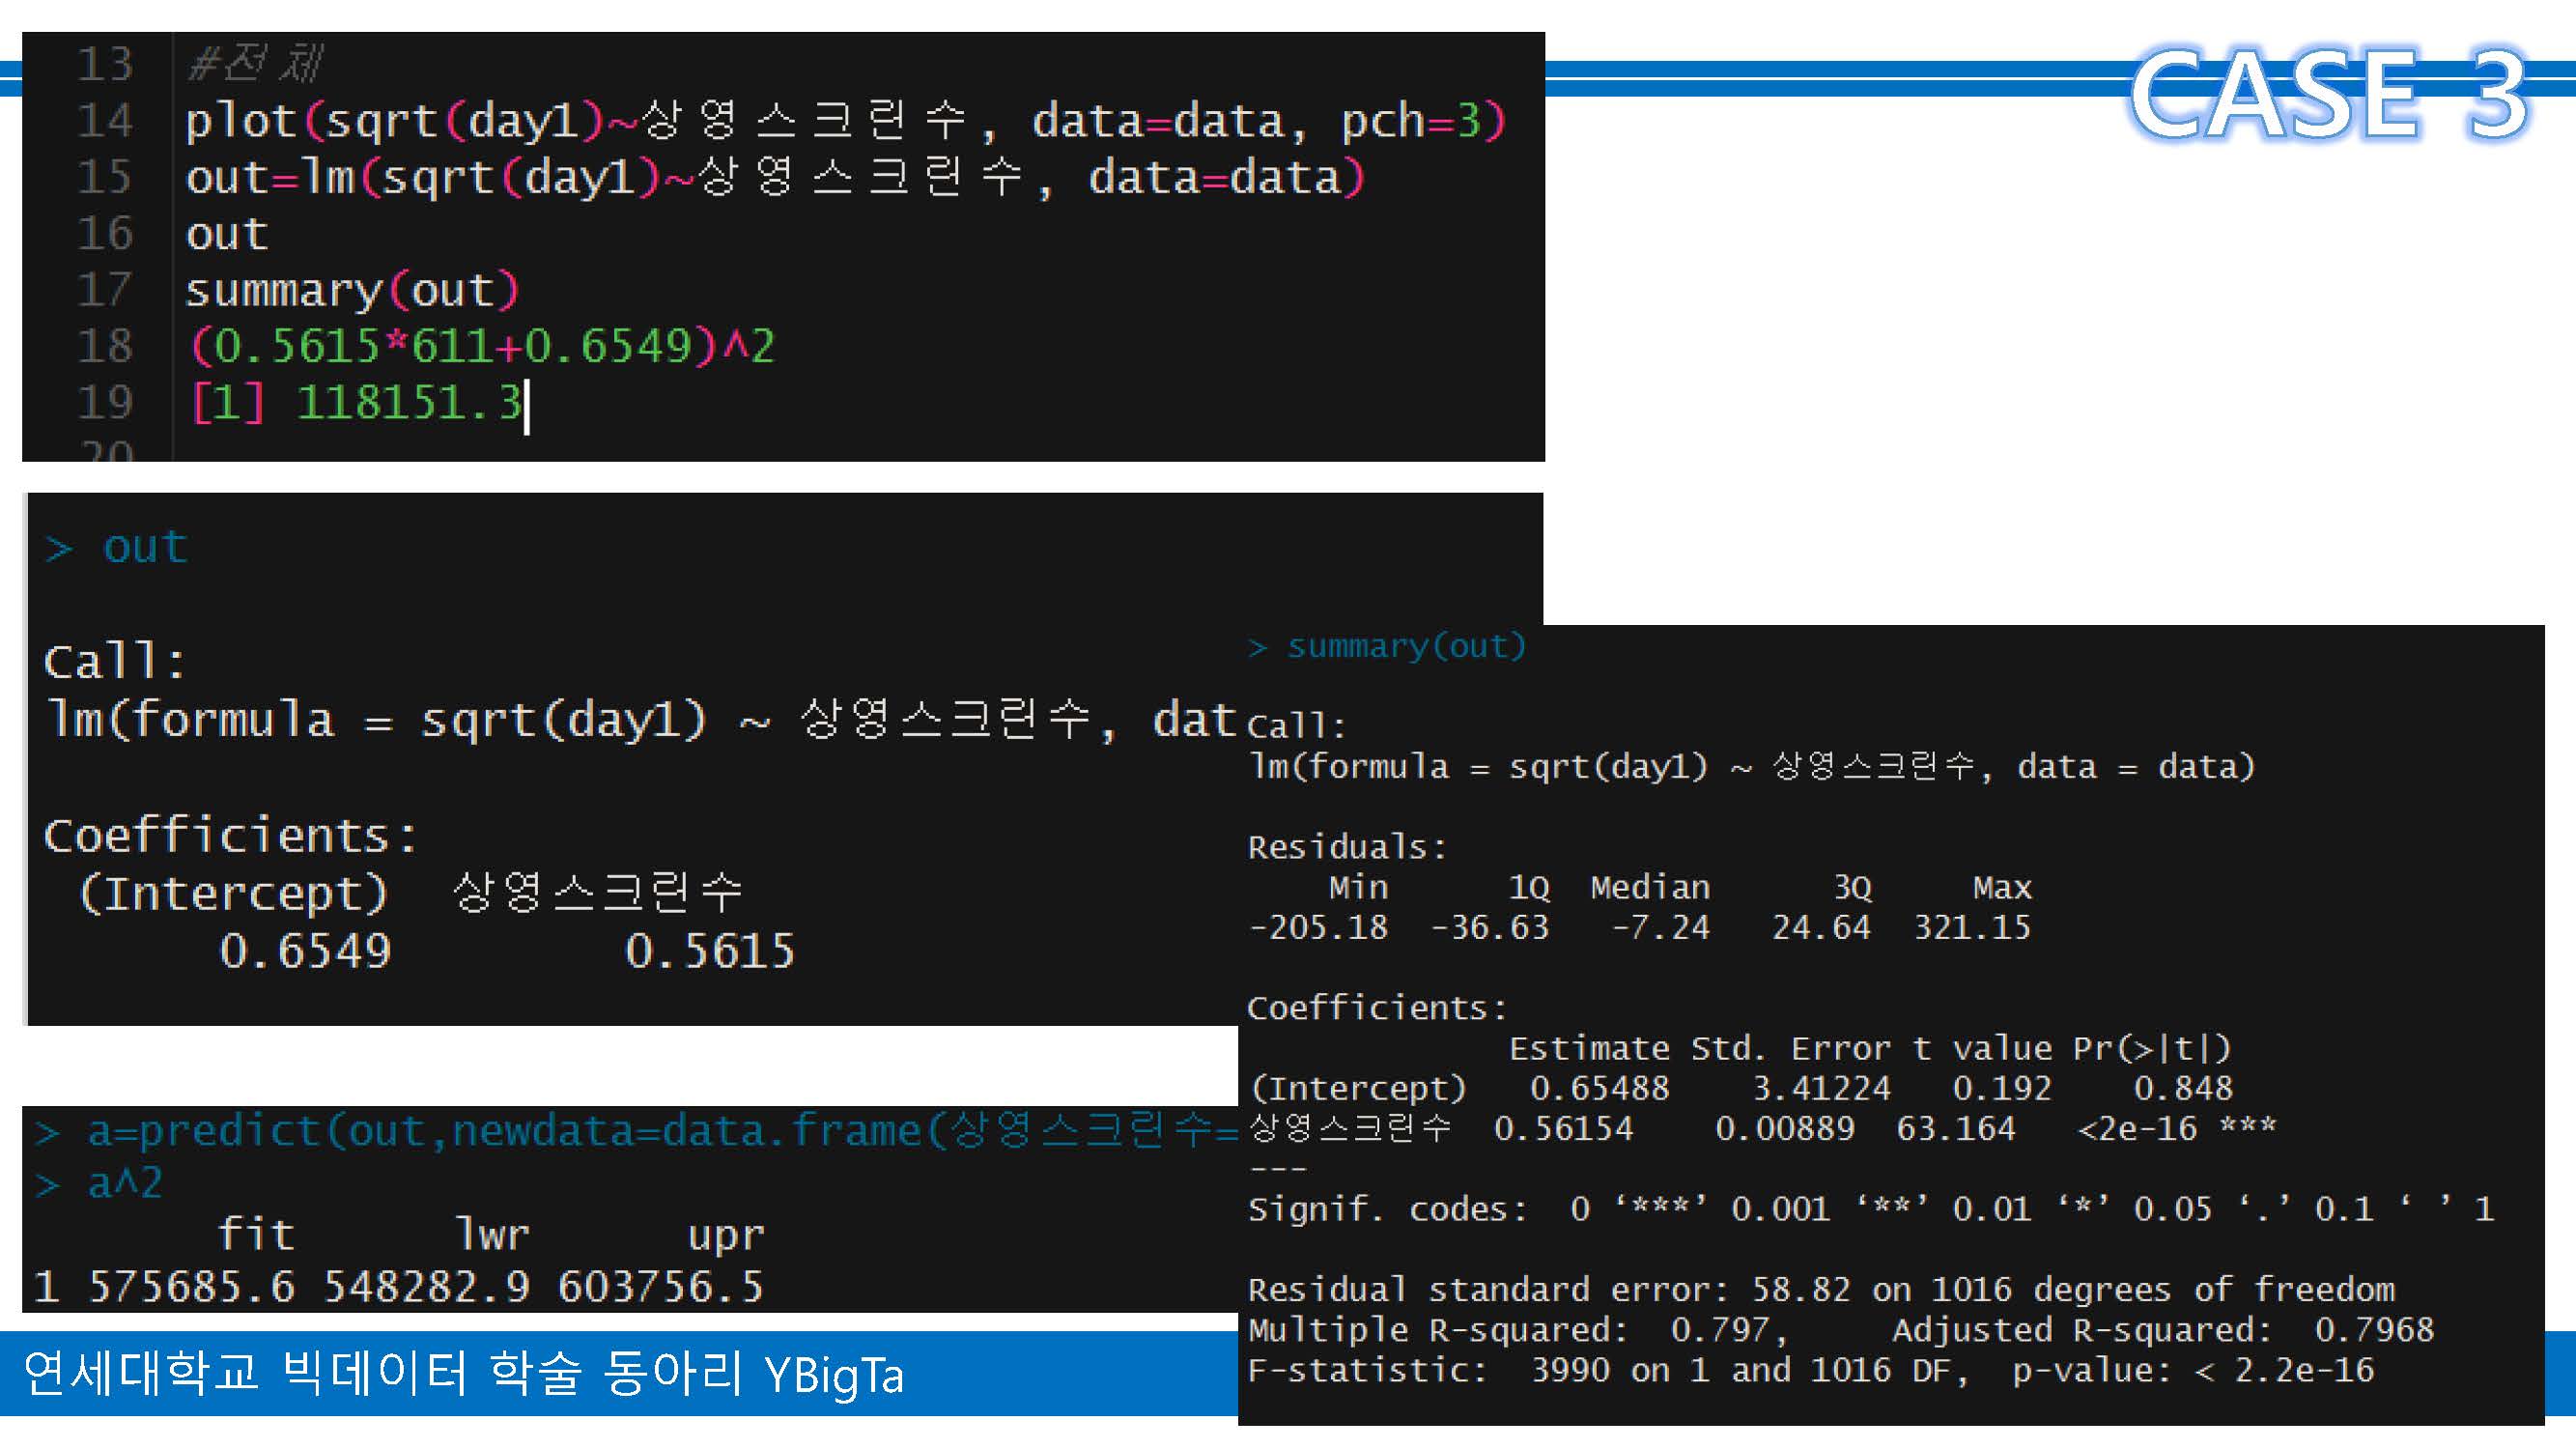 CASE 3
13 #전체
14 plot(sqrt(day1)~상영스크린수, data=data, pch=3)
15 out=lm(sqrt(day1)~상영스크린수, data=data)
16 out
17 summary(out)
18 (0.5615*611+0.6549)^2
19 [1] 118151.3
20
> out
Call:
lm(formula = sqrt(day1) ~ 상영스크린수, dat
Coefficients:
(Intercept) 상영스크린수
0.6549 0.5615
> a=predict(out,newdata=data.frame(상영스크린수=
> a^2
fit lwr upr
1 575685.6 548282.9 603756.5
> summary(out)
Call:
lm(formula = sqrt(day1) ~ 상영스크린수, data = data)
Residuals:
Min 1Q Median 3Q Max
-205.18 -36.63 -7.24 24.64 321.15
Coefficients:
Estimate Std. Error t value Pr(>|t|)
(Intercept) 0.65488 3.41224 0.192 0.848
상영스크린수 0.56154 0.00889 63.164 <2e-16 ***
---
Signif. codes: 0 ‘***’ 0.001 ‘**’ 0.01 ‘*’ 0.05 ‘.’ 0.1 ‘ ’ 1
Residual standard error: 58.82 on 1016 degrees of freedom
Multiple R-squared: 0.797, Adjusted R-squared: 0.7968
F-statistic: 3990 on 1 and 1016 DF, p-value: < 2.2e-16
연세대학교 빅데이터 학술 동아리 YBigTa